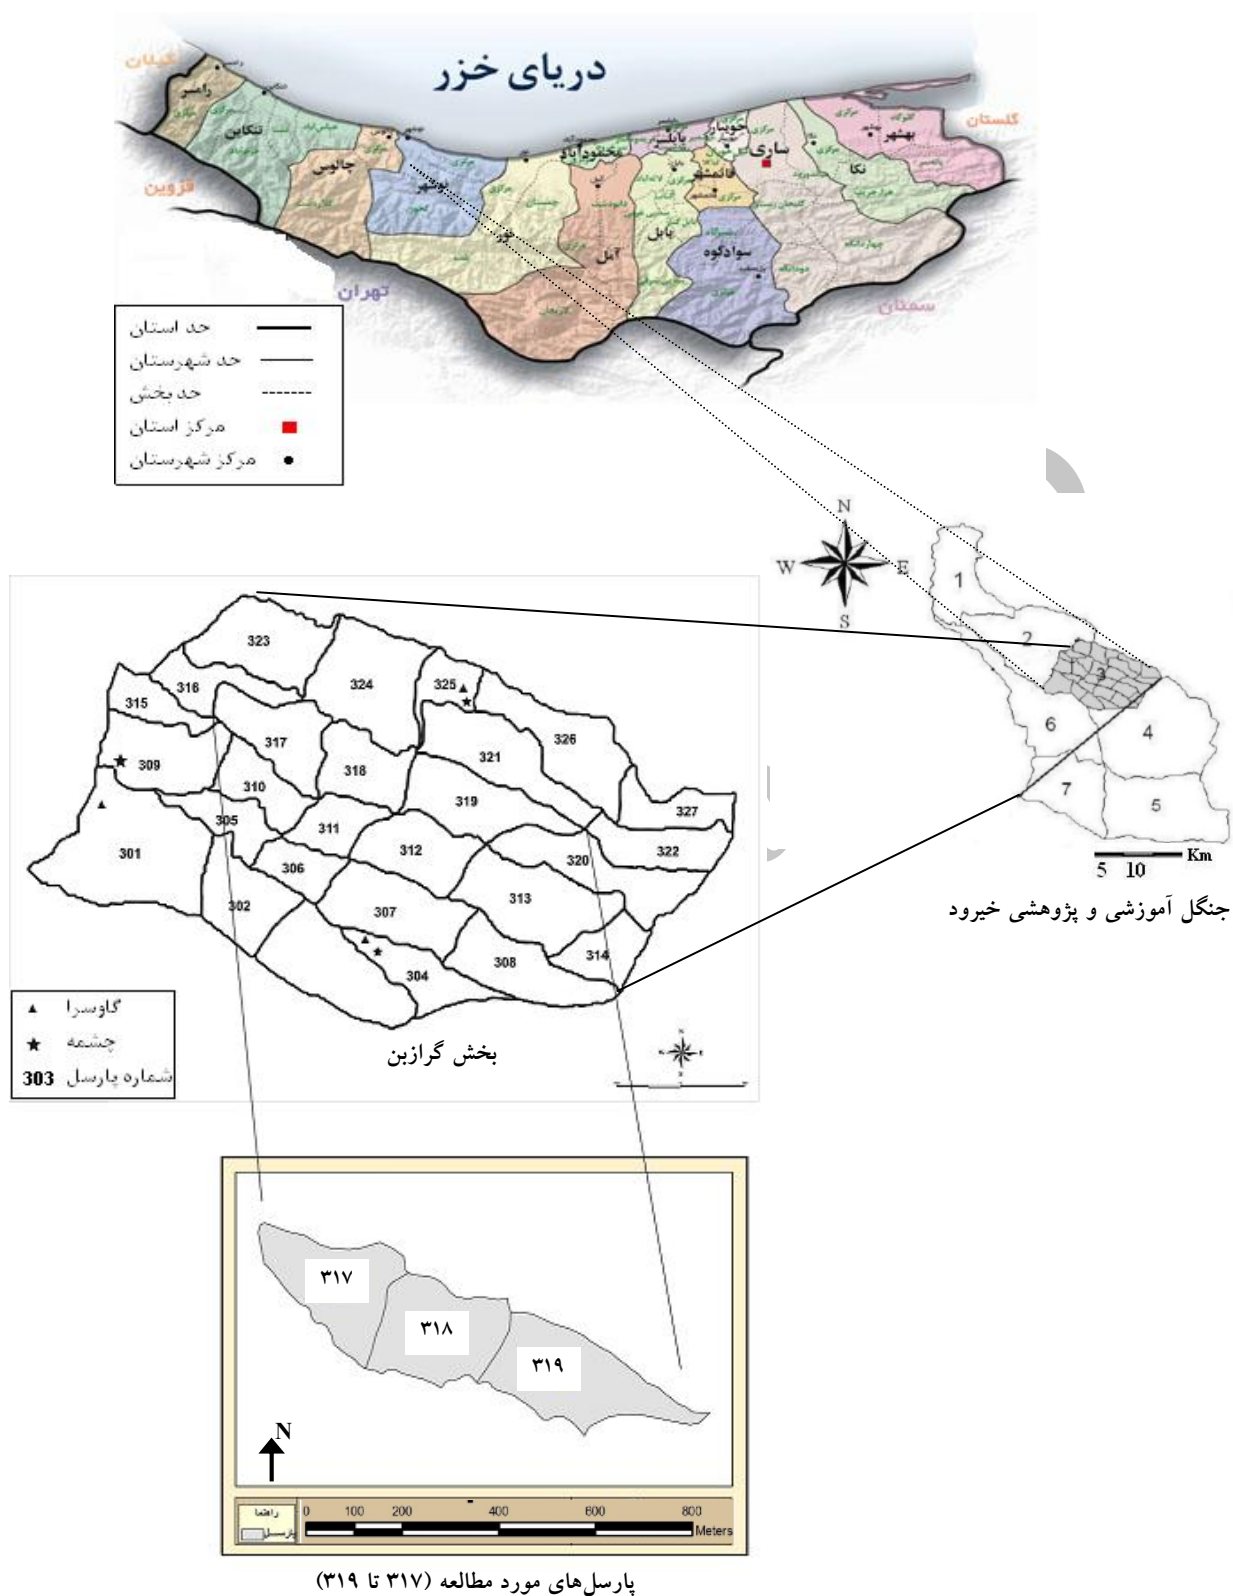 دریای خزر
گیلان
گلستان
قزوین
تهران
سمنان
رامسر
تنکابن
چالوس
نوشهر
نور
محمودآباد
آمل
بابلسر
بابل
جویبار
قائمشهر
سوادکوه
ساری
نکا
بهشهر
حد استان
حد شهرستان
حد بخش
مرکز استان
مرکز شهرستان
N
W E
S
1
2
3
4
6
7
5
5 10 Km
جنگل آموزشی و پژوهشی خیرود
323
324
325
316
315
326
317
321
309
318
310
319
327
305
311
301
312
320
322
306
313
302
307
314
308
304
گاوسرا
چشمه
303 شماره پارسل
بخش گرازبن
۳۱۷
۳۱۸
۳۱۹
N
راهنما
پارسل
0 100 200 400 600 800
Meters
پارسل‌های مورد مطالعه (۳۱۷ تا ۳۱۹)